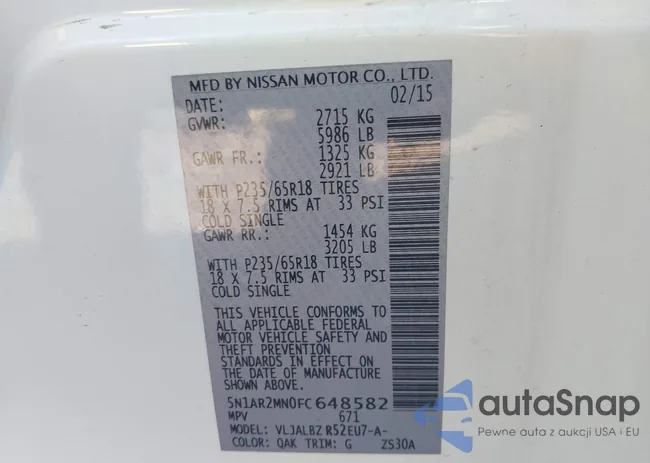 MFD BY NISSAN MOTOR CO., LTD.
DATE: 02/15
GVWR: 2715 KG
5986 LB
GAWR FR.: 1325 KG
2921 LB
WITH P235/65R18 TIRES
18 X 7.5 RIMS AT 33 PSI
COLD SINGLE
GAWR RR.: 1454 KG
3205 LB
WITH P235/65R18 TIRES
18 X 7.5 RIMS AT 33 PSI
COLD SINGLE
THIS VEHICLE CONFORMS TO
ALL APPLICABLE FEDERAL
MOTOR VEHICLE SAFETY AND
THEFT PREVENTION
STANDARDS IN EFFECT ON
THE DATE OF MANUFACTURE
SHOWN ABOVE.
5N1AR2MN0FC648582
MPV 671
MODEL: VLJALBZ R52EU7-A-
COLOR: QAK TRIM: G ZS30A
autoSnap
Pewne auta z aukcji USA i EU